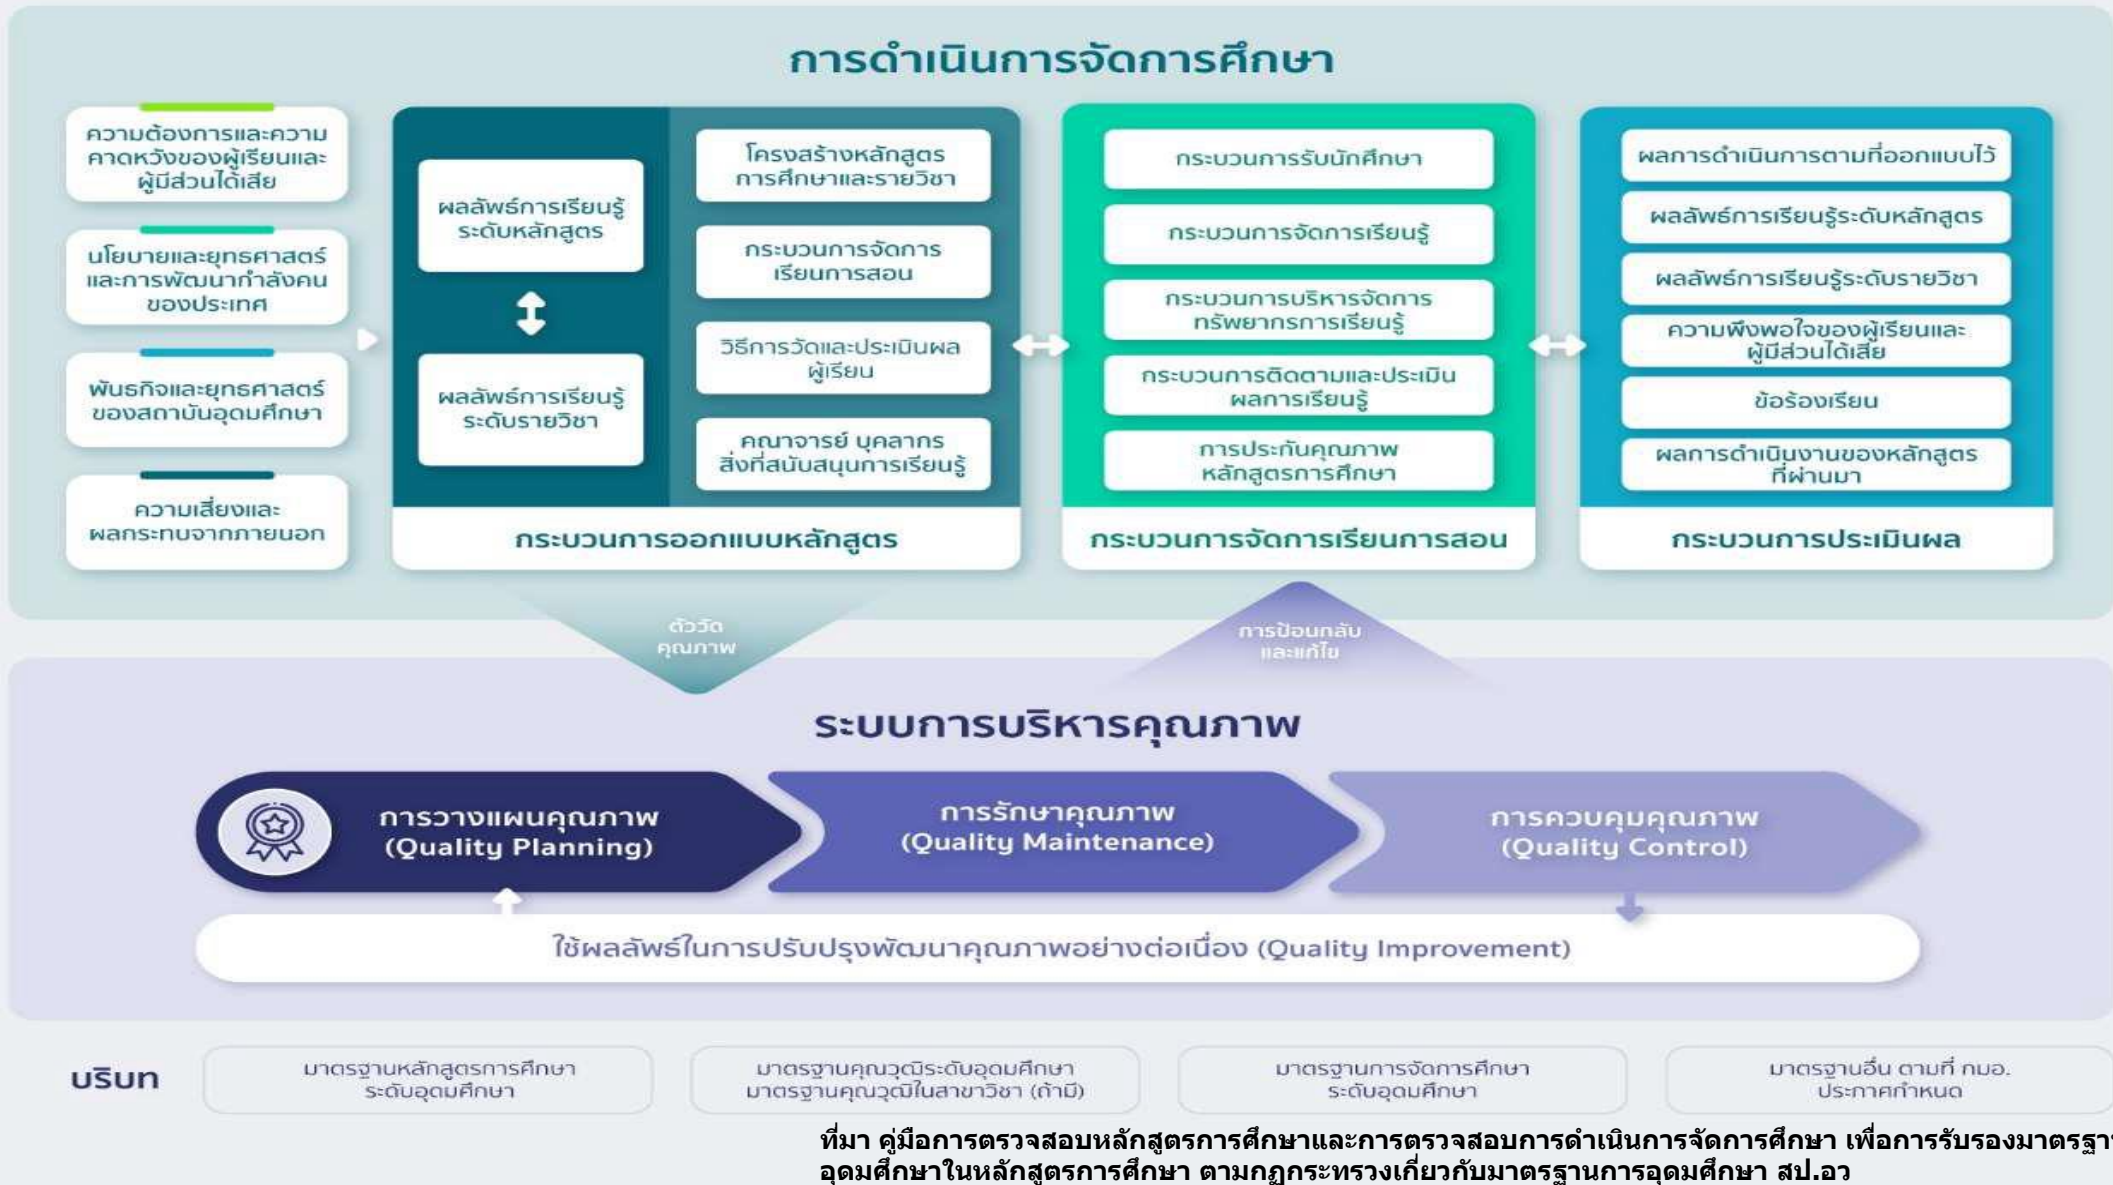 การดำเนินการจัดการศึกษา
ความต้องการและความ
คาดหวังของผู้เรียนและ
ผู้มีส่วนได้เสีย
นโยบายและยุทธศาสตร์
และการพัฒนากำลังคน
ของประเทศ
พันธกิจและยุทธศาสตร์
ของสถาบันอุดมศึกษา
ความเสี่ยงและ
ผลกระทบจากภายนอก
ผลลัพธ์การเรียนรู้
ระดับหลักสูตร
ผลลัพธ์การเรียนรู้
ระดับรายวิชา
โครงสร้างหลักสูตร
การศึกษาและรายวิชา
กระบวนการจัดการ
เรียนการสอน
วิธีการวัดและประเมินผล
ผู้เรียน
คณาจารย์ บุคลากร
สิ่งที่สนับสนุนการเรียนรู้
กระบวนการออกแบบหลักสูตร
กระบวนการรับนักศึกษา
กระบวนการจัดการเรียนรู้
กระบวนการบริหารจัดการ
ทรัพยากรการเรียนรู้
กระบวนการติดตามและประเมิน
ผลการเรียนรู้
การประกันคุณภาพ
หลักสูตรการศึกษา
กระบวนการจัดการเรียนการสอน
ผลการดำเนินการตามที่ออกแบบไว้
ผลลัพธ์การเรียนรู้ระดับหลักสูตร
ผลลัพธ์การเรียนรู้ระดับรายวิชา
ความพึงพอใจของผู้เรียนและ
ผู้มีส่วนได้เสีย
ข้อร้องเรียน
ผลการดำเนินงานของหลักสูตร
ที่ผ่านมา
กระบวนการประเมินผล
ตัววัด
คุณภาพ
การป้อนกลับ
และแก้ไข
ระบบการบริหารคุณภาพ
การวางแผนคุณภาพ
(Quality Planning)
การรักษาคุณภาพ
(Quality Maintenance)
การควบคุมคุณภาพ
(Quality Control)
ใช้ผลลัพธ์ในการปรับปรุงพัฒนาคุณภาพอย่างต่อเนื่อง (Quality Improvement)
บริบท
มาตรฐานหลักสูตรการศึกษา
ระดับอุดมศึกษา
มาตรฐานคุณวุฒิระดับอุดมศึกษา
มาตรฐานคุณวุฒิในสาขาวิชา (ถ้ามี)
มาตรฐานการจัดการศึกษา
ระดับอุดมศึกษา
มาตรฐานอื่น ตามที่ กมอ.
ประกาศกำหนด
ที่มา คู่มือการตรวจสอบหลักสูตรการศึกษาและการตรวจสอบการดำเนินการจัดการศึกษา เพื่อการรับรองมาตรฐาน
อุดมศึกษาในหลักสูตรการศึกษา ตามกฎกระทรวงเกี่ยวกับมาตรฐานการอุดมศึกษา สป.อว